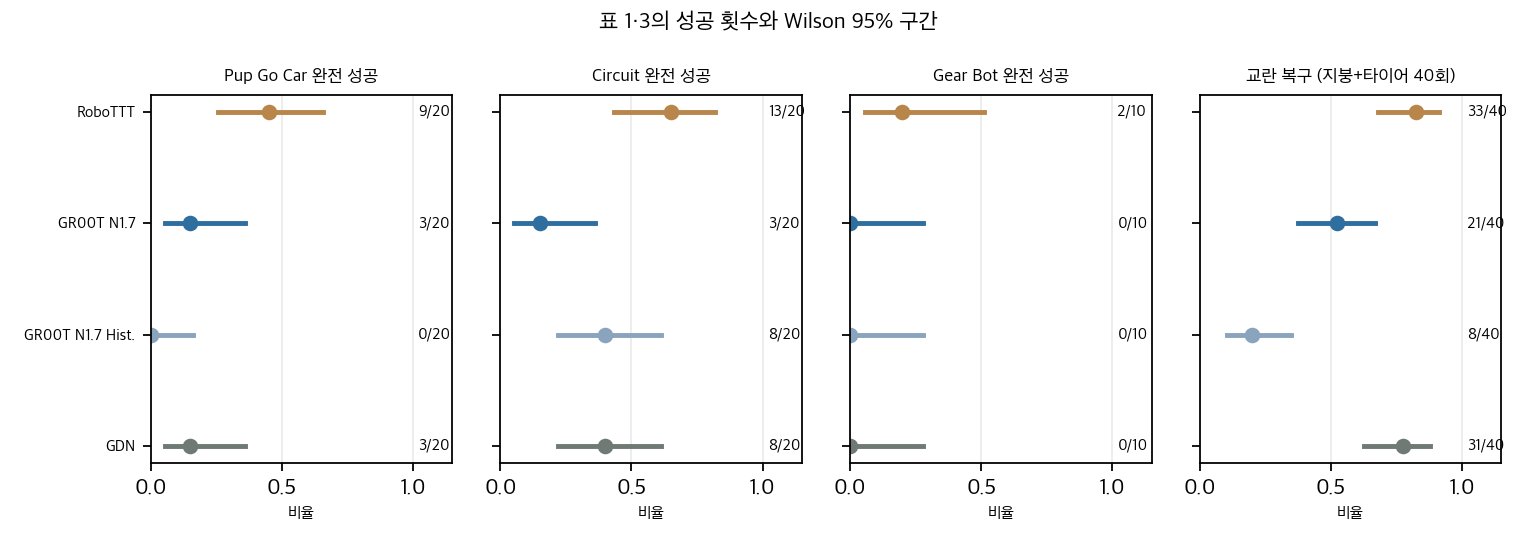 표 1·3의 성공 횟수와 Wilson 95% 구간
Pup Go Car 완전 성공
Circuit 완전 성공
Gear Bot 완전 성공
교란 복구 (지붕+타이어 40회)
RoboTTT
9/20
13/20
2/10
33/40
GR00T N1.7
3/20
3/20
0/10
21/40
GR00T N1.7 Hist.
0/20
8/20
0/10
8/40
GDN
3/20
8/20
0/10
31/40
0.0 0.5 1.0
0.0 0.5 1.0
0.0 0.5 1.0
0.0 0.5 1.0
비율
비율
비율
비율